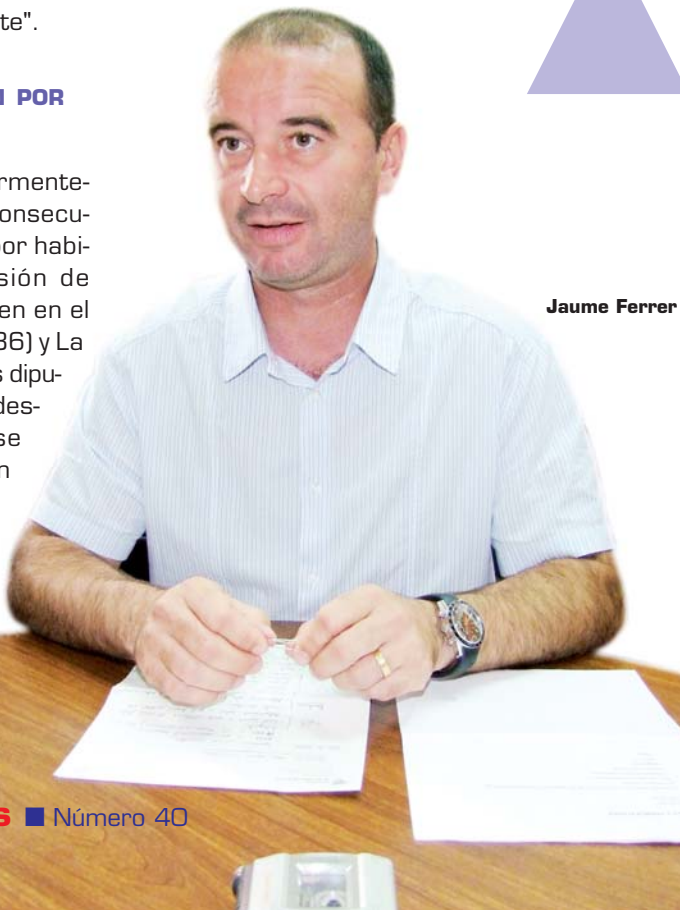 te".
POR
rmente-
onsecu-
or habi-
sión de
en en el
36) y La
s dipu-
des-
se
n
Jaume Ferrer
S ■ Número 40